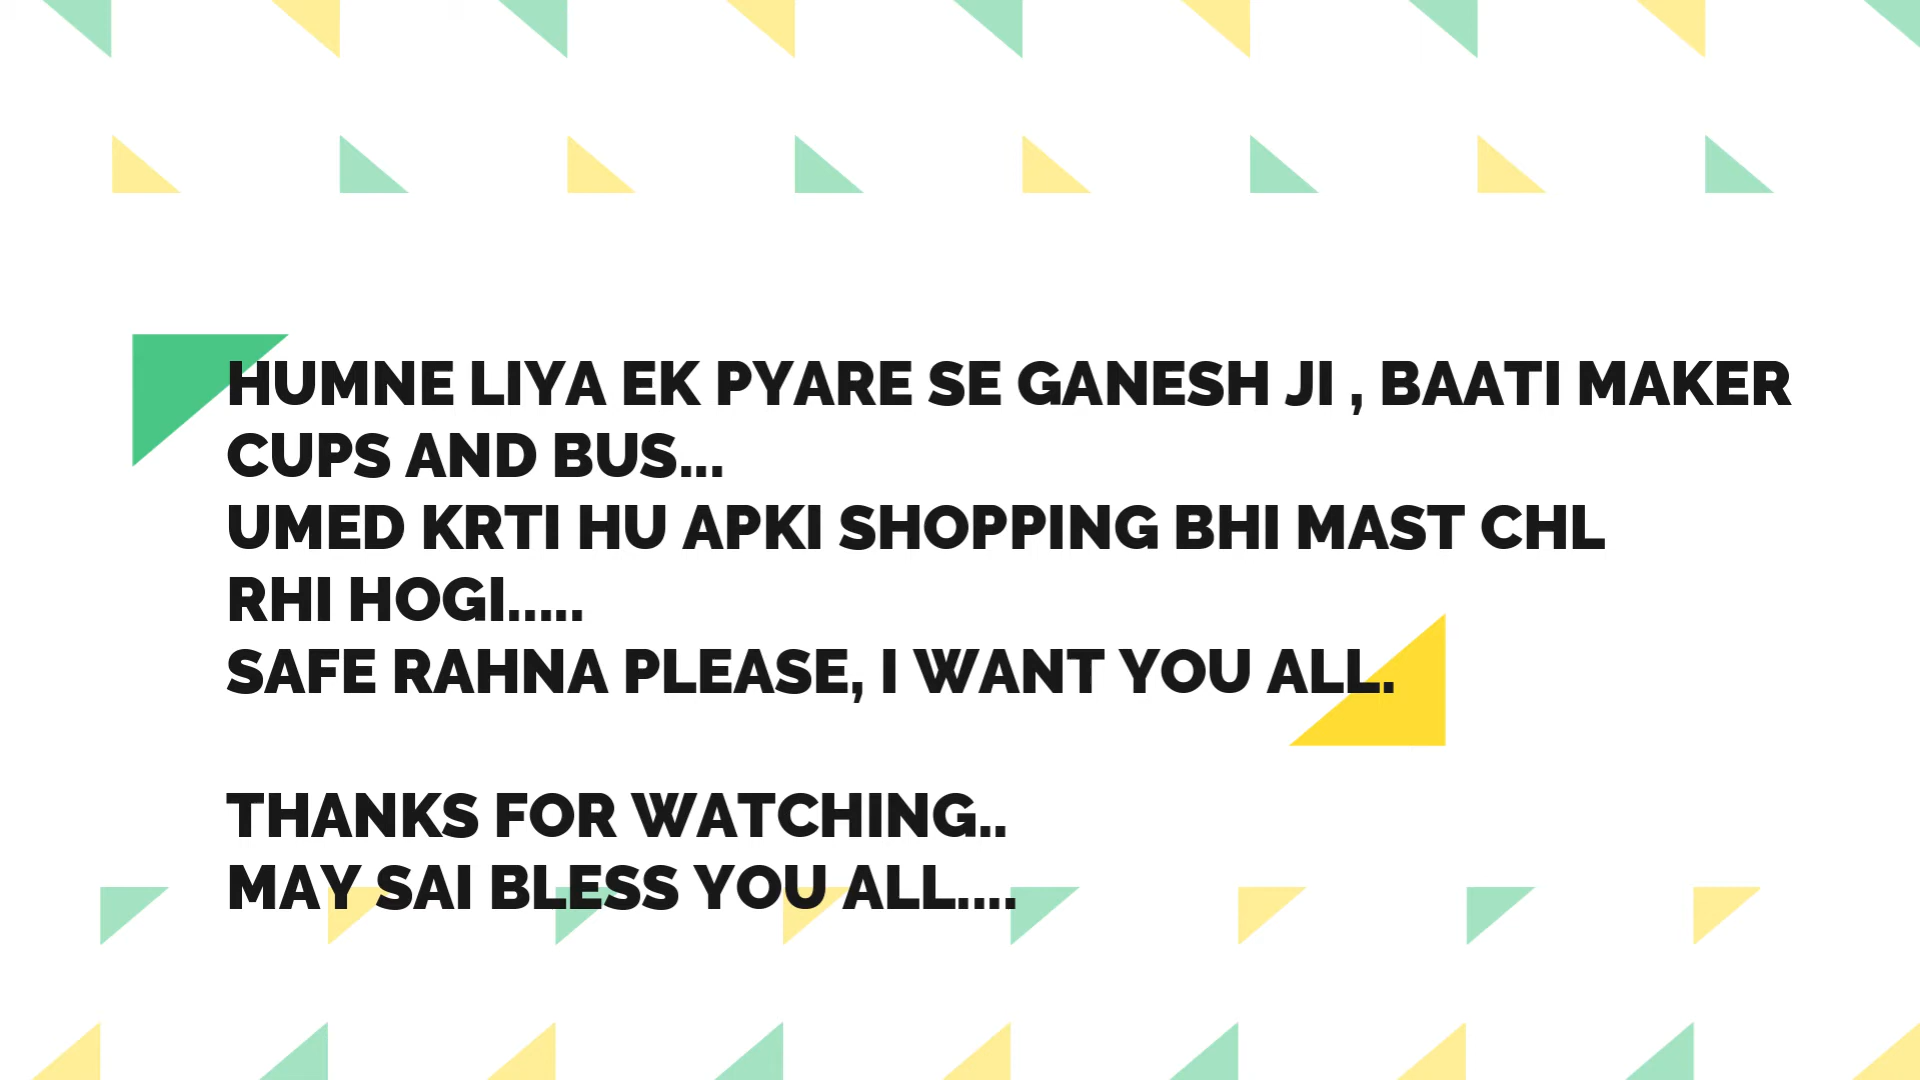 HUMNE LIYA EK PYARE SE GANESH JI , BAATI MAKER
CUPS AND BUS...
UMED KRTI HU APKI SHOPPING BHI MAST CHL
RHI HOGI.....
SAFE RAHNA PLEASE, I WANT YOU ALL.
THANKS FOR WATCHING..
MAY SAI BLESS YOU ALL....